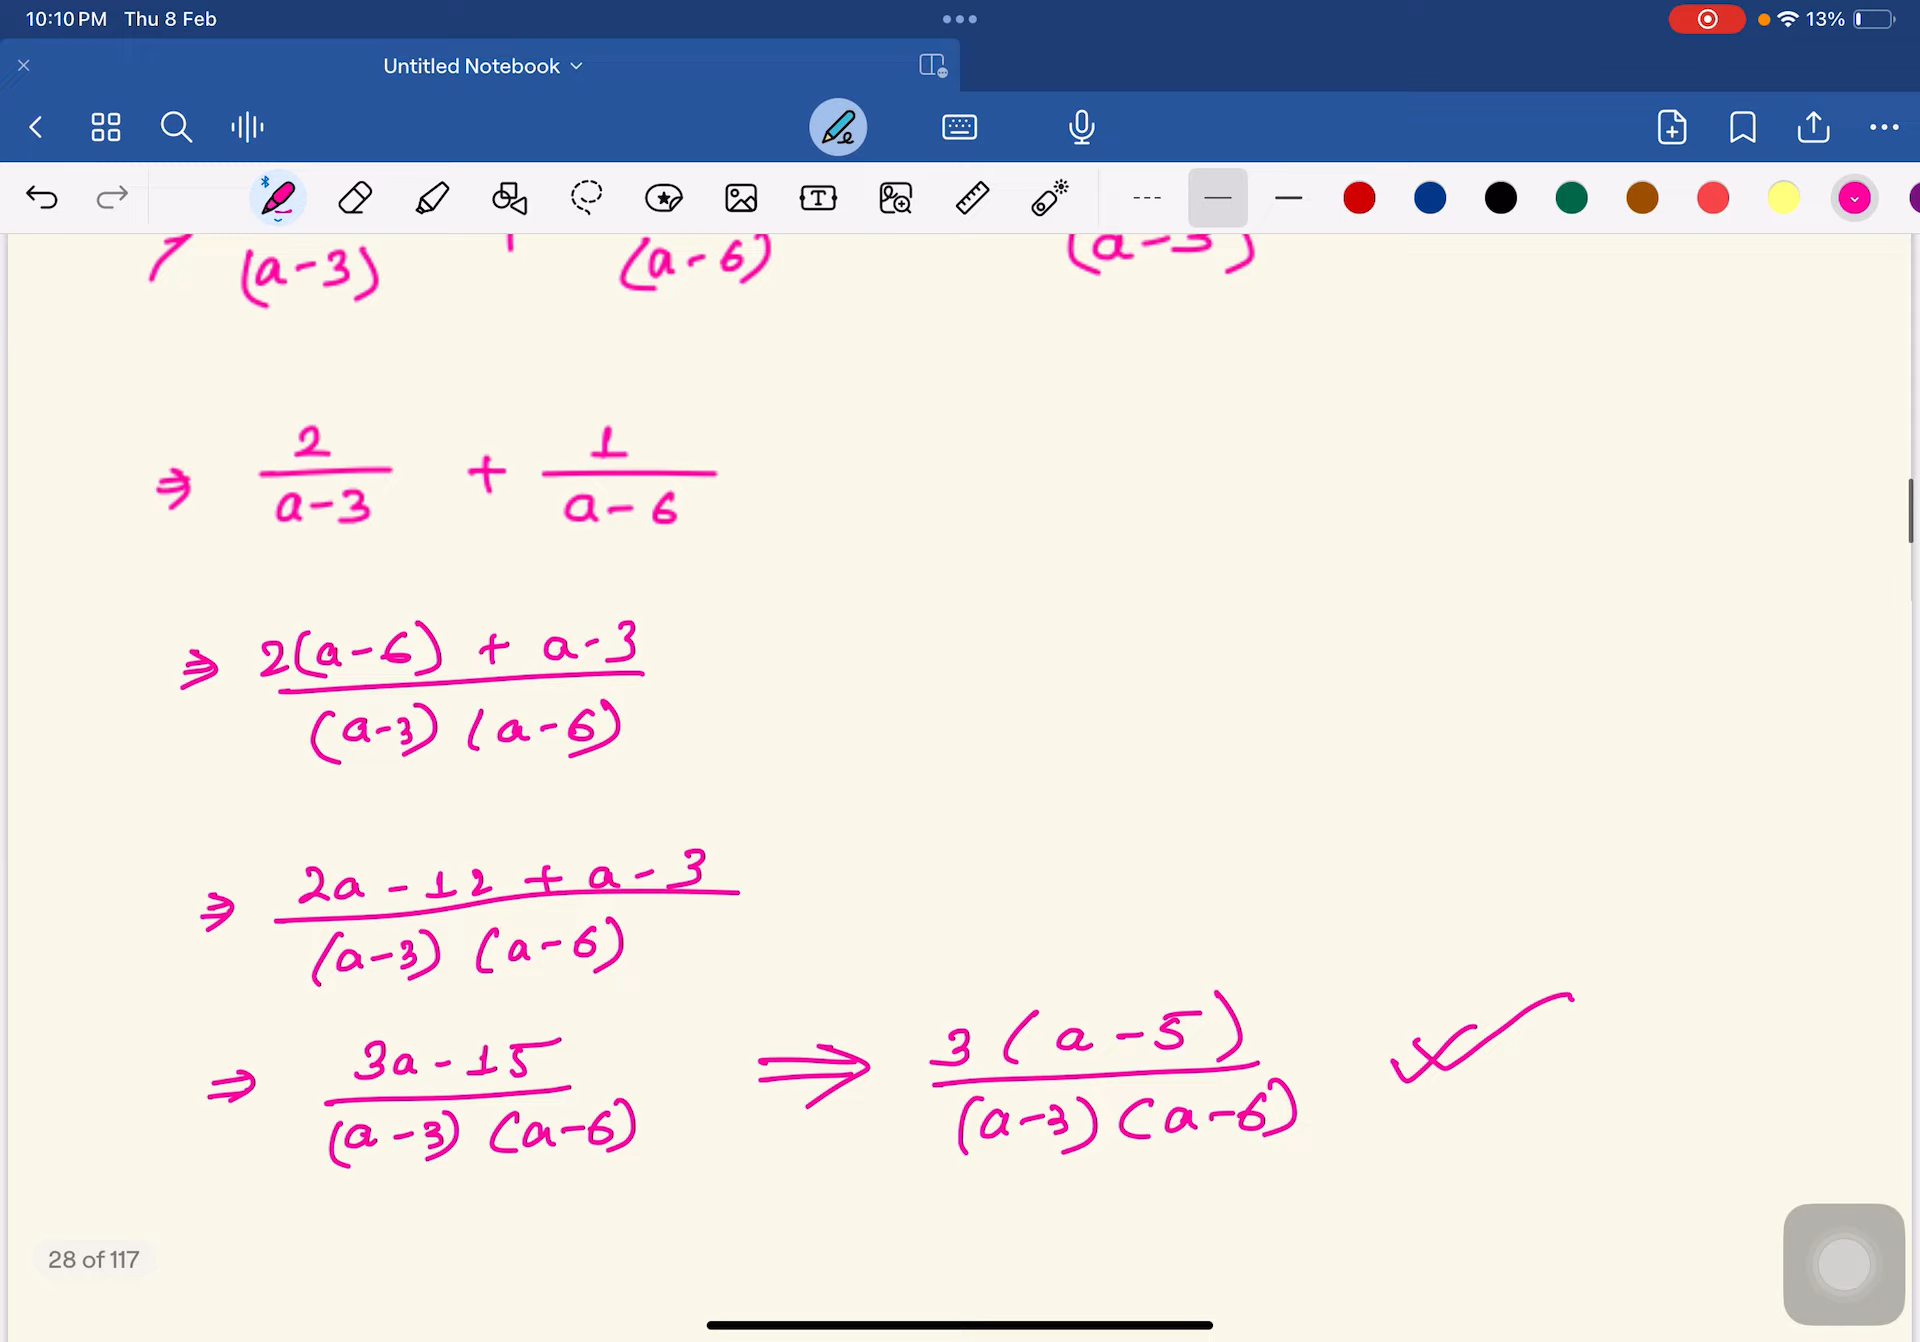 10:10 PM Thu 8 Feb 13%
Untitled Notebook
(a-3) (a-6) (a-3)
⇒ 2/(a-3) + 1/(a-6)
⇒ (2(a-6) + a-3)/((a-3)(a-6))
⇒ (2a-12+a-3)/((a-3)(a-6))
⇒ (3a-15)/((a-3)(a-6)) ⇒ 3(a-5)/((a-3)(a-6))
28 of 117